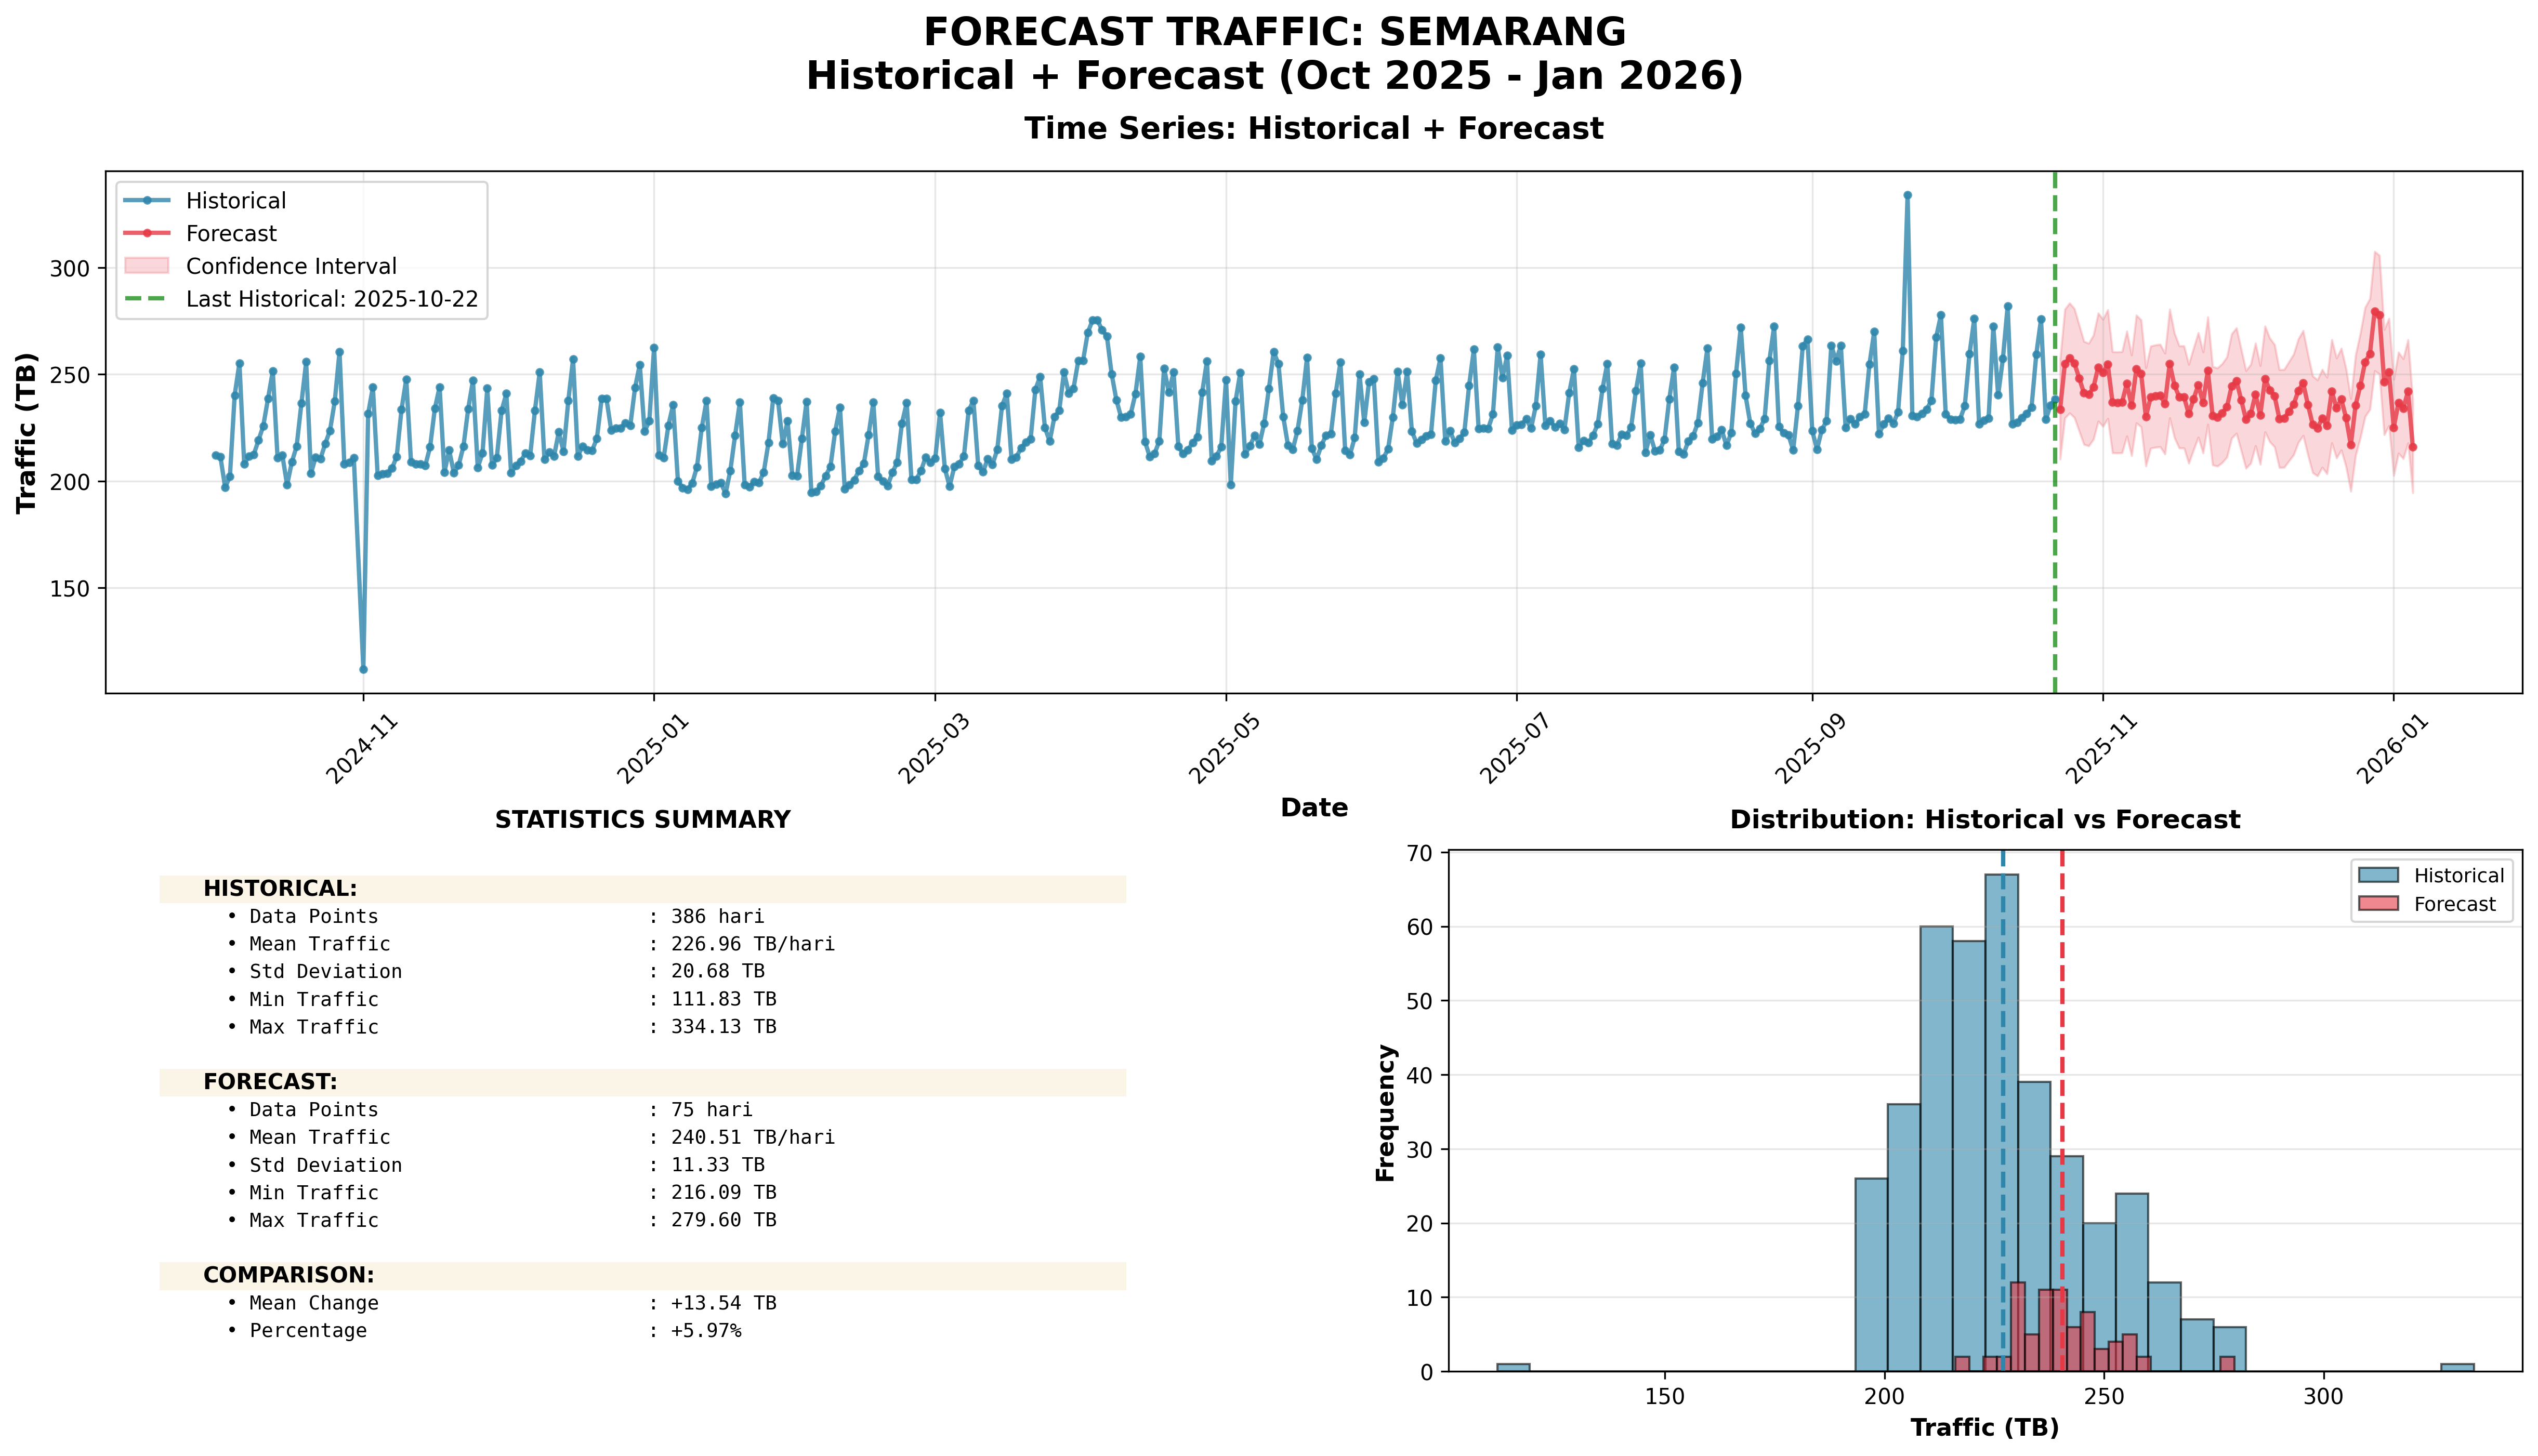 FORECAST TRAFFIC: SEMARANG
Historical + Forecast (Oct 2025 - Jan 2026)
Time Series: Historical + Forecast
Historical
Forecast
Confidence Interval
Last Historical: 2025-10-22
Traffic (TB)
300
250
200
150
2024-11
2025-01
2025-03
2025-05
2025-07
2025-09
2025-11
2026-01
Date
STATISTICS SUMMARY
HISTORICAL:
• Data Points : 386 hari
• Mean Traffic : 226.96 TB/hari
• Std Deviation : 20.68 TB
• Min Traffic : 111.83 TB
• Max Traffic : 334.13 TB
FORECAST:
• Data Points : 75 hari
• Mean Traffic : 240.51 TB/hari
• Std Deviation : 11.33 TB
• Min Traffic : 216.09 TB
• Max Traffic : 279.60 TB
COMPARISON:
• Mean Change : +13.54 TB
• Percentage : +5.97%
Distribution: Historical vs Forecast
Historical
Forecast
Frequency
70
60
50
40
30
20
10
0
150
200
250
300
Traffic (TB)